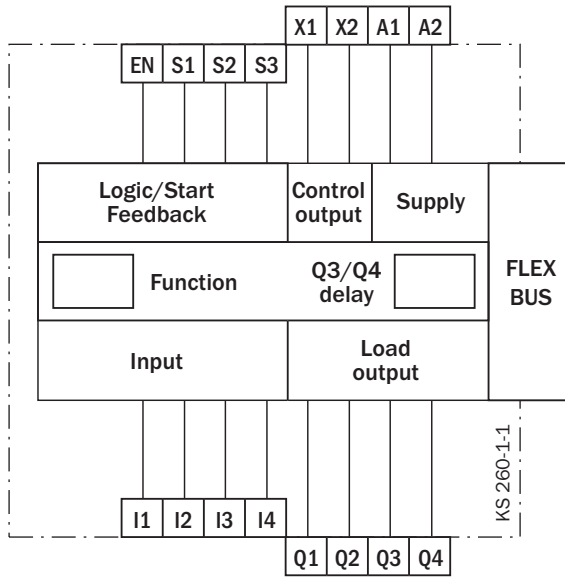 X1 X2 A1 A2
EN S1 S2 S3
Logic/Start
Feedback
Control
output
Supply
Function
Q3/Q4
delay
FLEX
BUS
Input
Load
output
KS 260-1-1
I1 I2 I3 I4
Q1 Q2 Q3 Q4